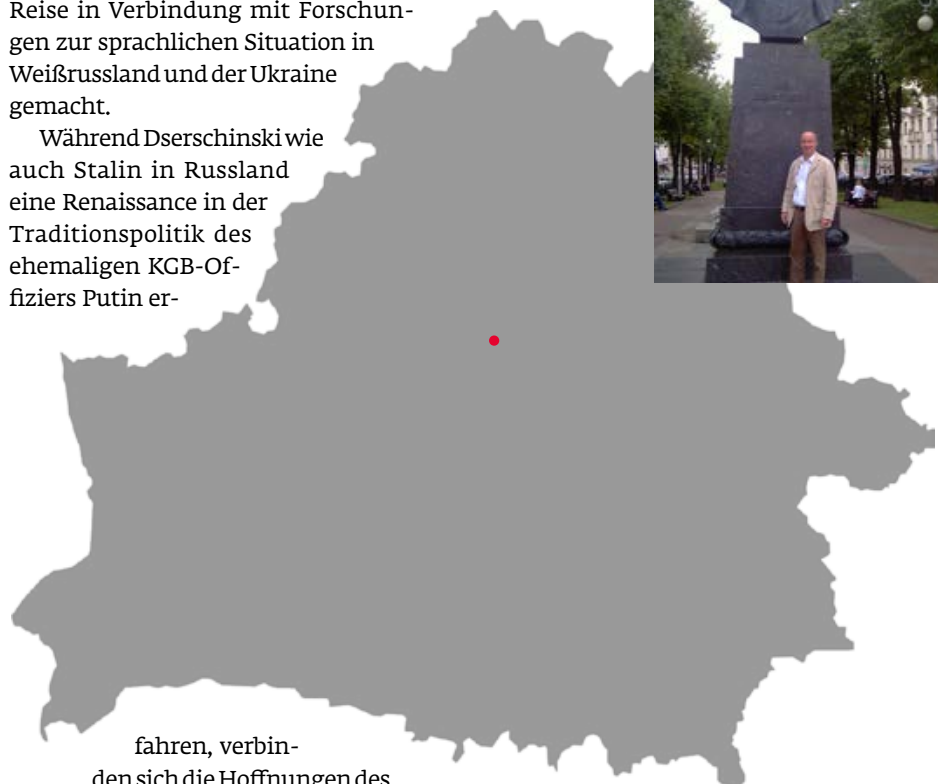 Reise in Verbindung mit Forschun-
gen zur sprachlichen Situation in
Weißrussland und der Ukraine
gemacht.
Während Dserschinski wie
auch Stalin in Russland
eine Renaissance in der
Traditionspolitik des
ehemaligen KGB-Of-
fiziers Putin er-
fahren, verbin-
den sich die Hoffnungen des